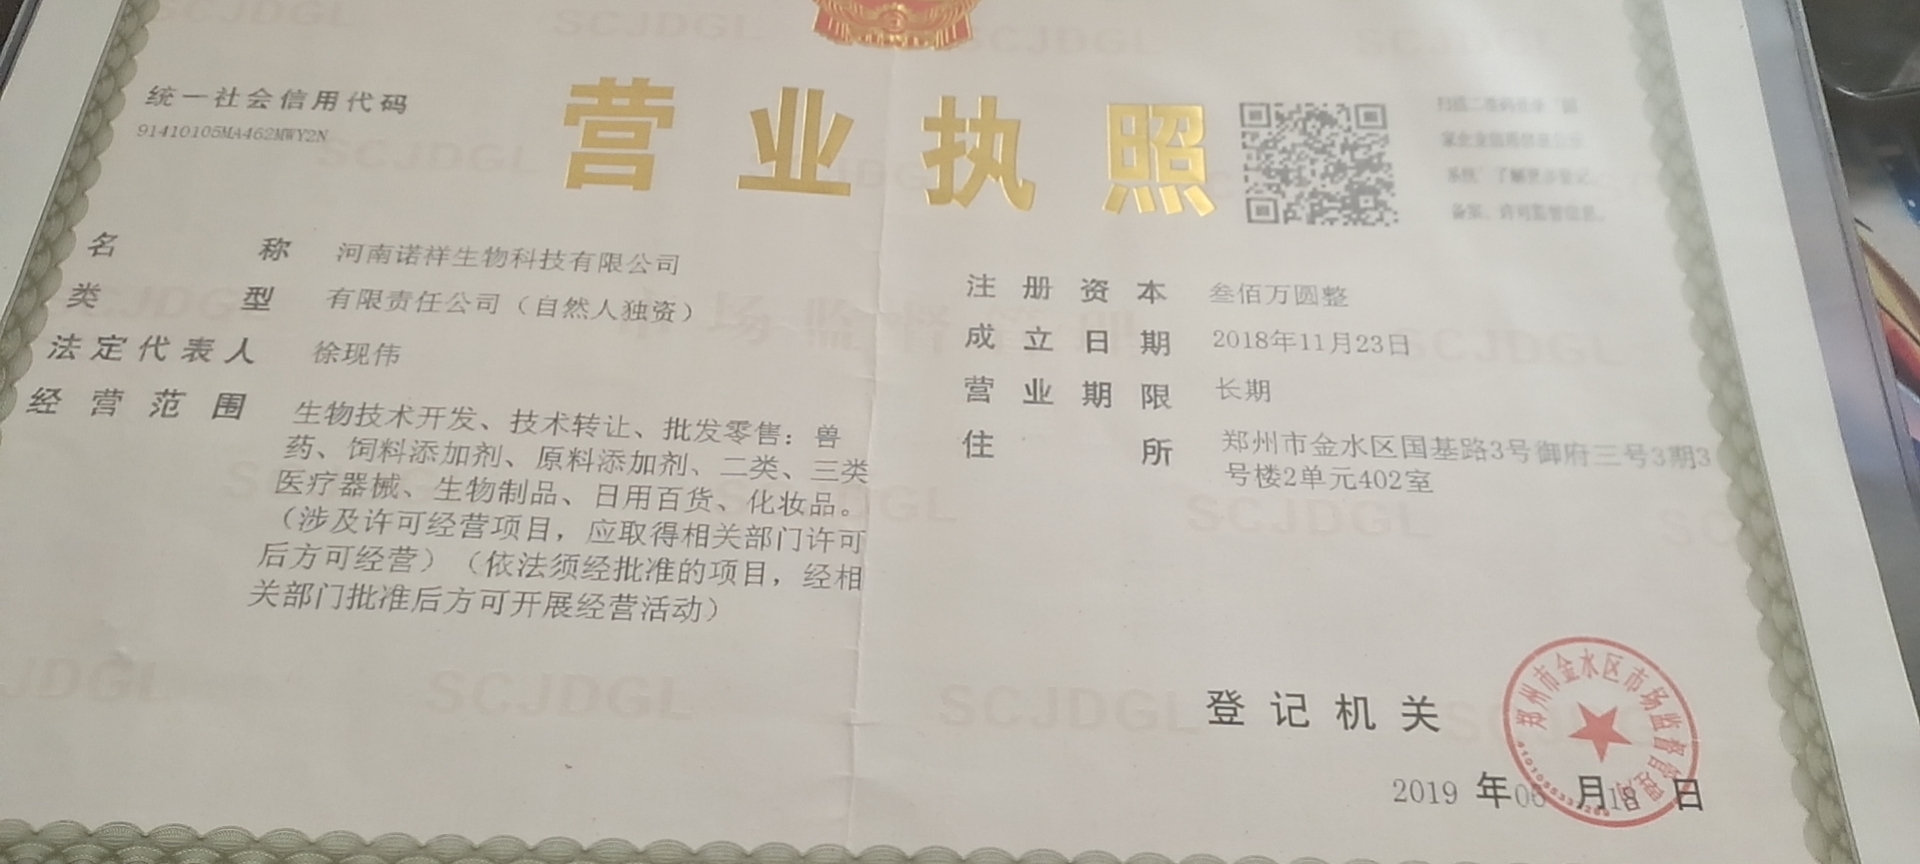 营业执照
统一社会信用代码
91410105MA462MWY2N
名称 河南诺祥生物科技有限公司
类型 有限责任公司（自然人独资）
法定代表人 徐现伟
经营范围 生物技术开发、技术转让、批发零售：兽
药、饲料添加剂、原料添加剂、二类、三类
医疗器械、生物制品、日用百货、化妆品。
（涉及许可经营项目，应取得相关部门许可
后方可经营）（依法须经批准的项目，经相
关部门批准后方可开展经营活动）
注册资本 叁佰万圆整
成立日期 2018年11月23日
营业期限 长期
住所 郑州市金水区国基路3号御府三号3期3
号楼2单元402室
登记机关
郑州市金水区市场监督管理局
2019 年06月18日
SCJDGL
市场监督管理